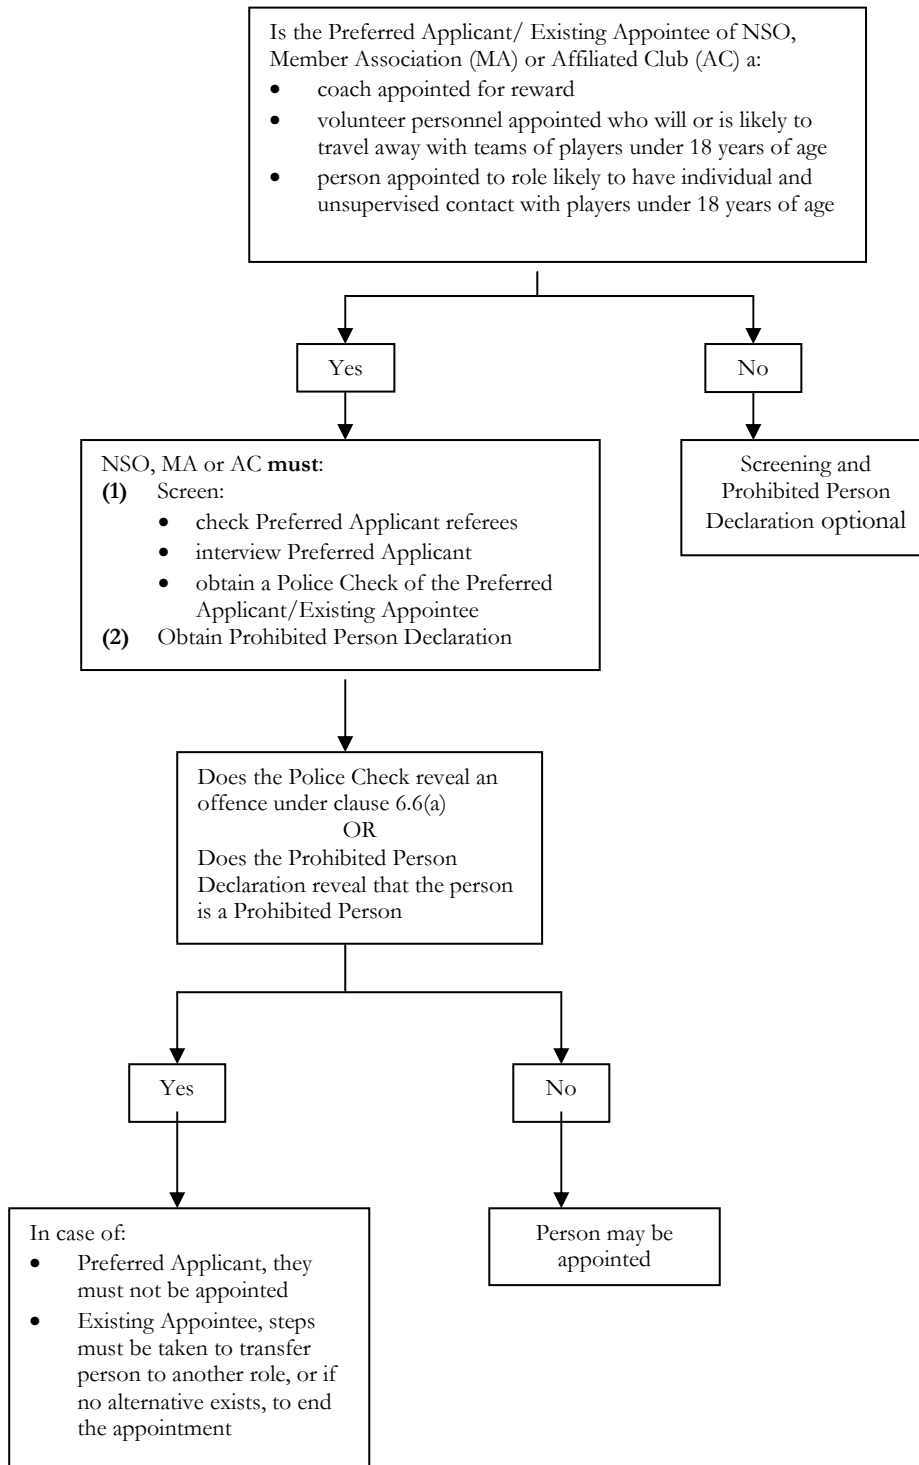 Is the Preferred Applicant/ Existing Appointee of NSO,
Member Association (MA) or Affiliated Club (AC) a:
• coach appointed for reward
• volunteer personnel appointed who will or is likely to
travel away with teams of players under 18 years of age
• person appointed to role likely to have individual and
unsupervised contact with players under 18 years of age
Yes
No
NSO, MA or AC must:
(1) Screen:
• check Preferred Applicant referees
• interview Preferred Applicant
• obtain a Police Check of the Preferred
Applicant/Existing Appointee
(2) Obtain Prohibited Person Declaration
Screening and
Prohibited Person
Declaration optional
Does the Police Check reveal an
offence under clause 6.6(a)
OR
Does the Prohibited Person
Declaration reveal that the person
is a Prohibited Person
Yes
No
In case of:
• Preferred Applicant, they
must not be appointed
• Existing Appointee, steps
must be taken to transfer
person to another role, or if
no alternative exists, to end
the appointment
Person may be
appointed